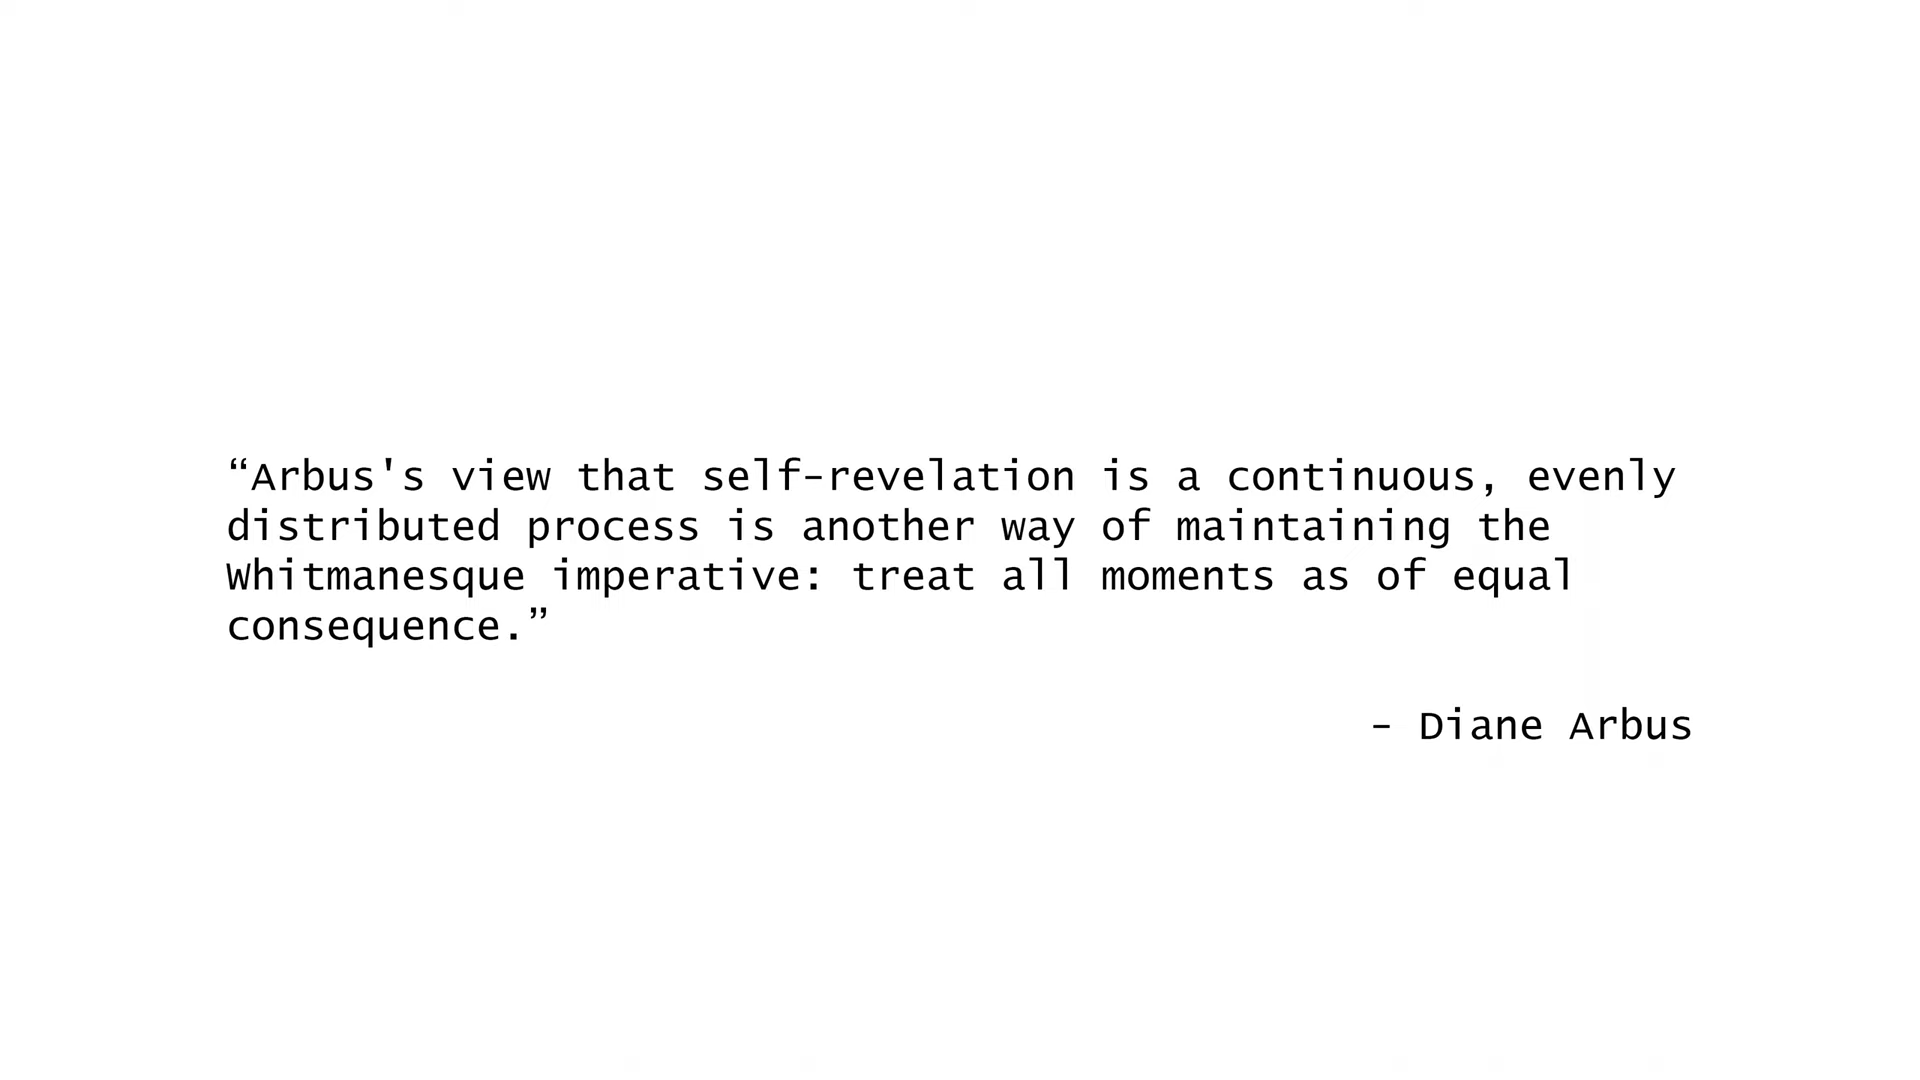 “Arbus's view that self-revelation is a continuous, evenly
distributed process is another way of maintaining the
Whitmanesque imperative: treat all moments as of equal
consequence.”
– Diane Arbus